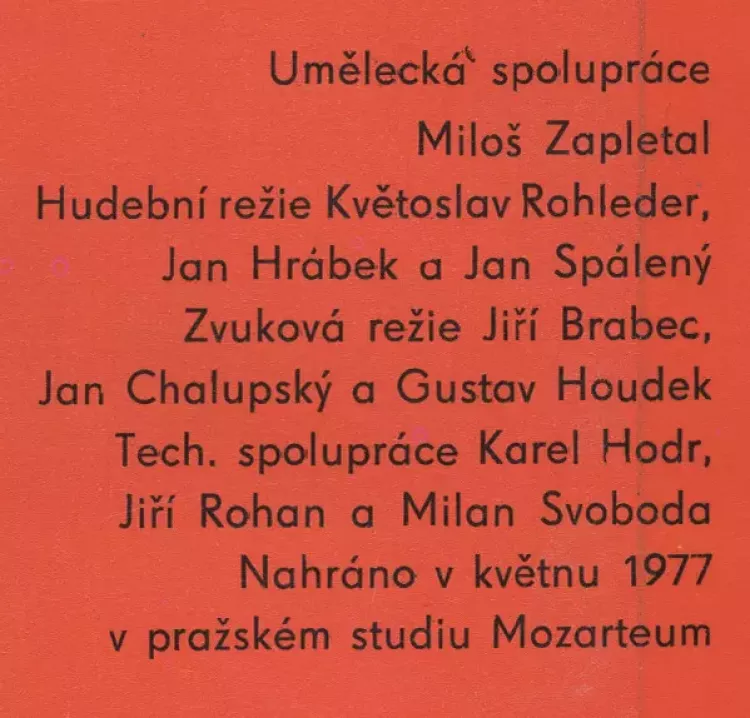 Umělecká spolupráce
Miloš Zapletal
Hudební režie Květoslav Rohleder,
Jan Hrábek a Jan Spálený
Zvuková režie Jiří Brabec,
Jan Chalupský a Gustav Houdek
Tech. spolupráce Karel Hodr,
Jiří Rohan a Milan Svoboda
Nahráno v květnu 1977
v pražském studiu Mozarteum